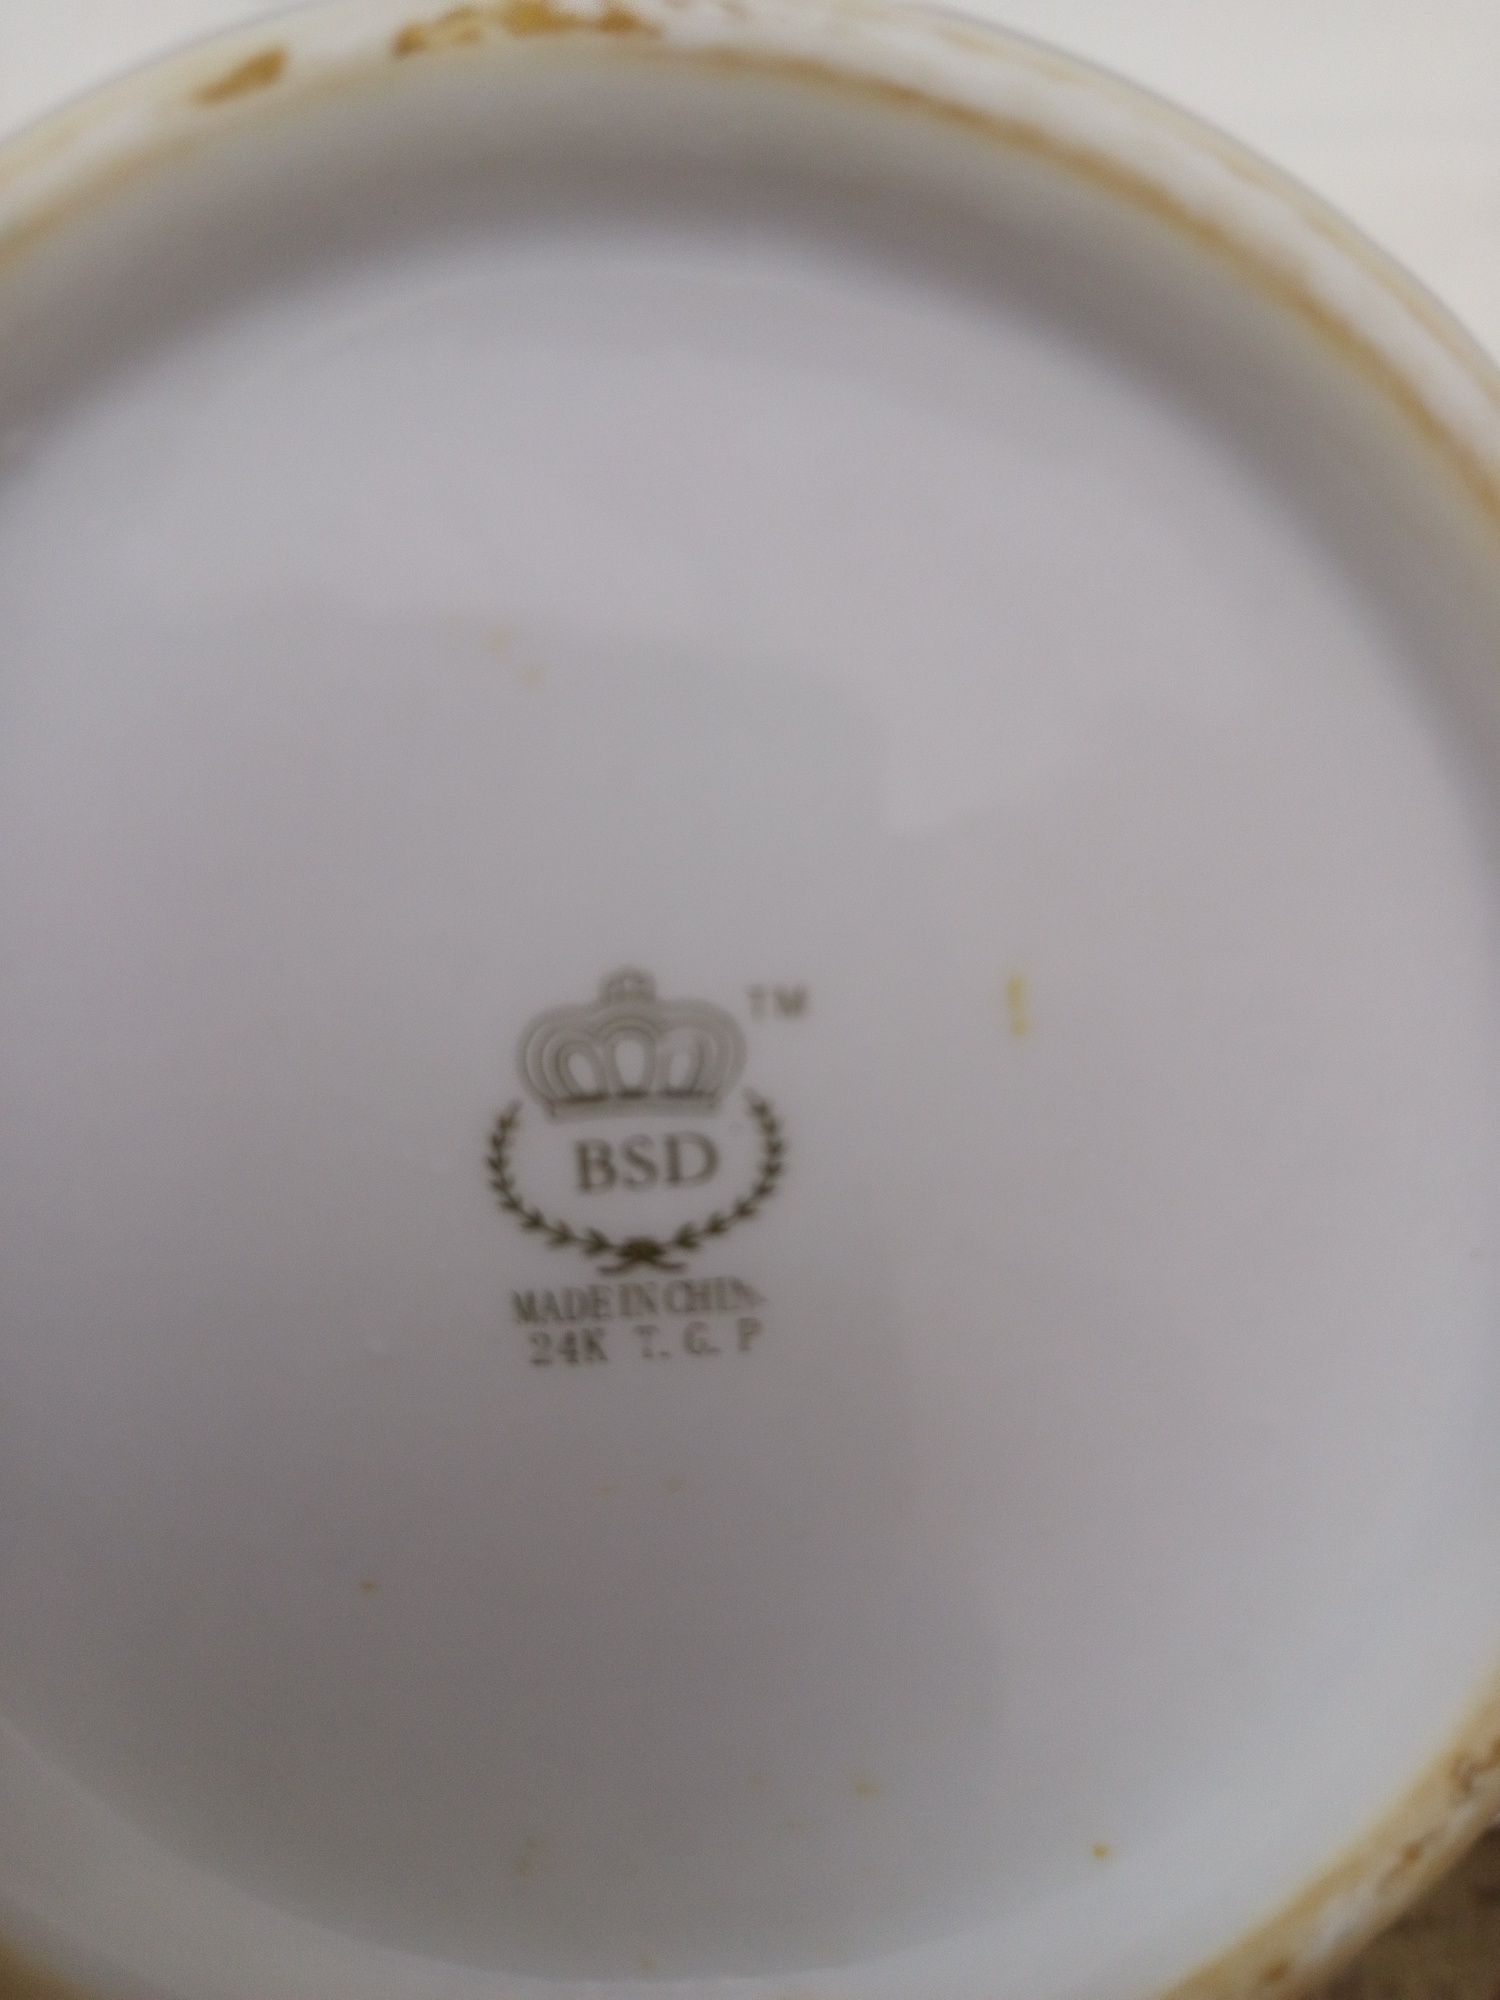 TM
BSD
MADE IN CHINA
24K T. G. P